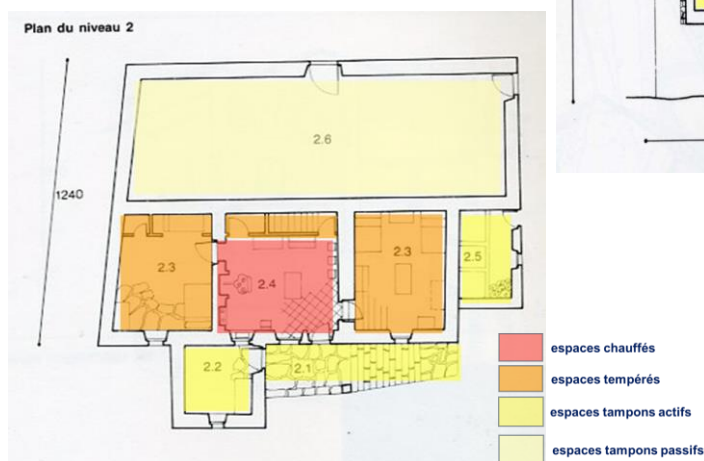 Plan du niveau 2
2.6
1240
2.3
2.4
2.3
2.5
2.2
2.1
espaces chauffés
espaces tempérés
espaces tampons actifs
espaces tampons passifs